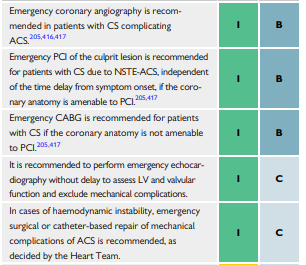 Emergency coronary angiography is recom-
mended in patients with CS complicating
ACS.205,416,417
I
B
Emergency PCI of the culprit lesion is recommended
for patients with CS due to NSTE-ACS, independent
of the time delay from symptom onset, if the coro-
nary anatomy is amenable to PCI.205,417
I
B
Emergency CABG is recommended for patients
with CS if the coronary anatomy is not amenable
to PCI.205,417
I
B
It is recommended to perform emergency echocar-
diography without delay to assess LV and valvular
function and exclude mechanical complications.
I
C
In cases of haemodynamic instability, emergency
surgical or catheter-based repair of mechanical
complications of ACS is recommended, as
decided by the Heart Team.
I
C